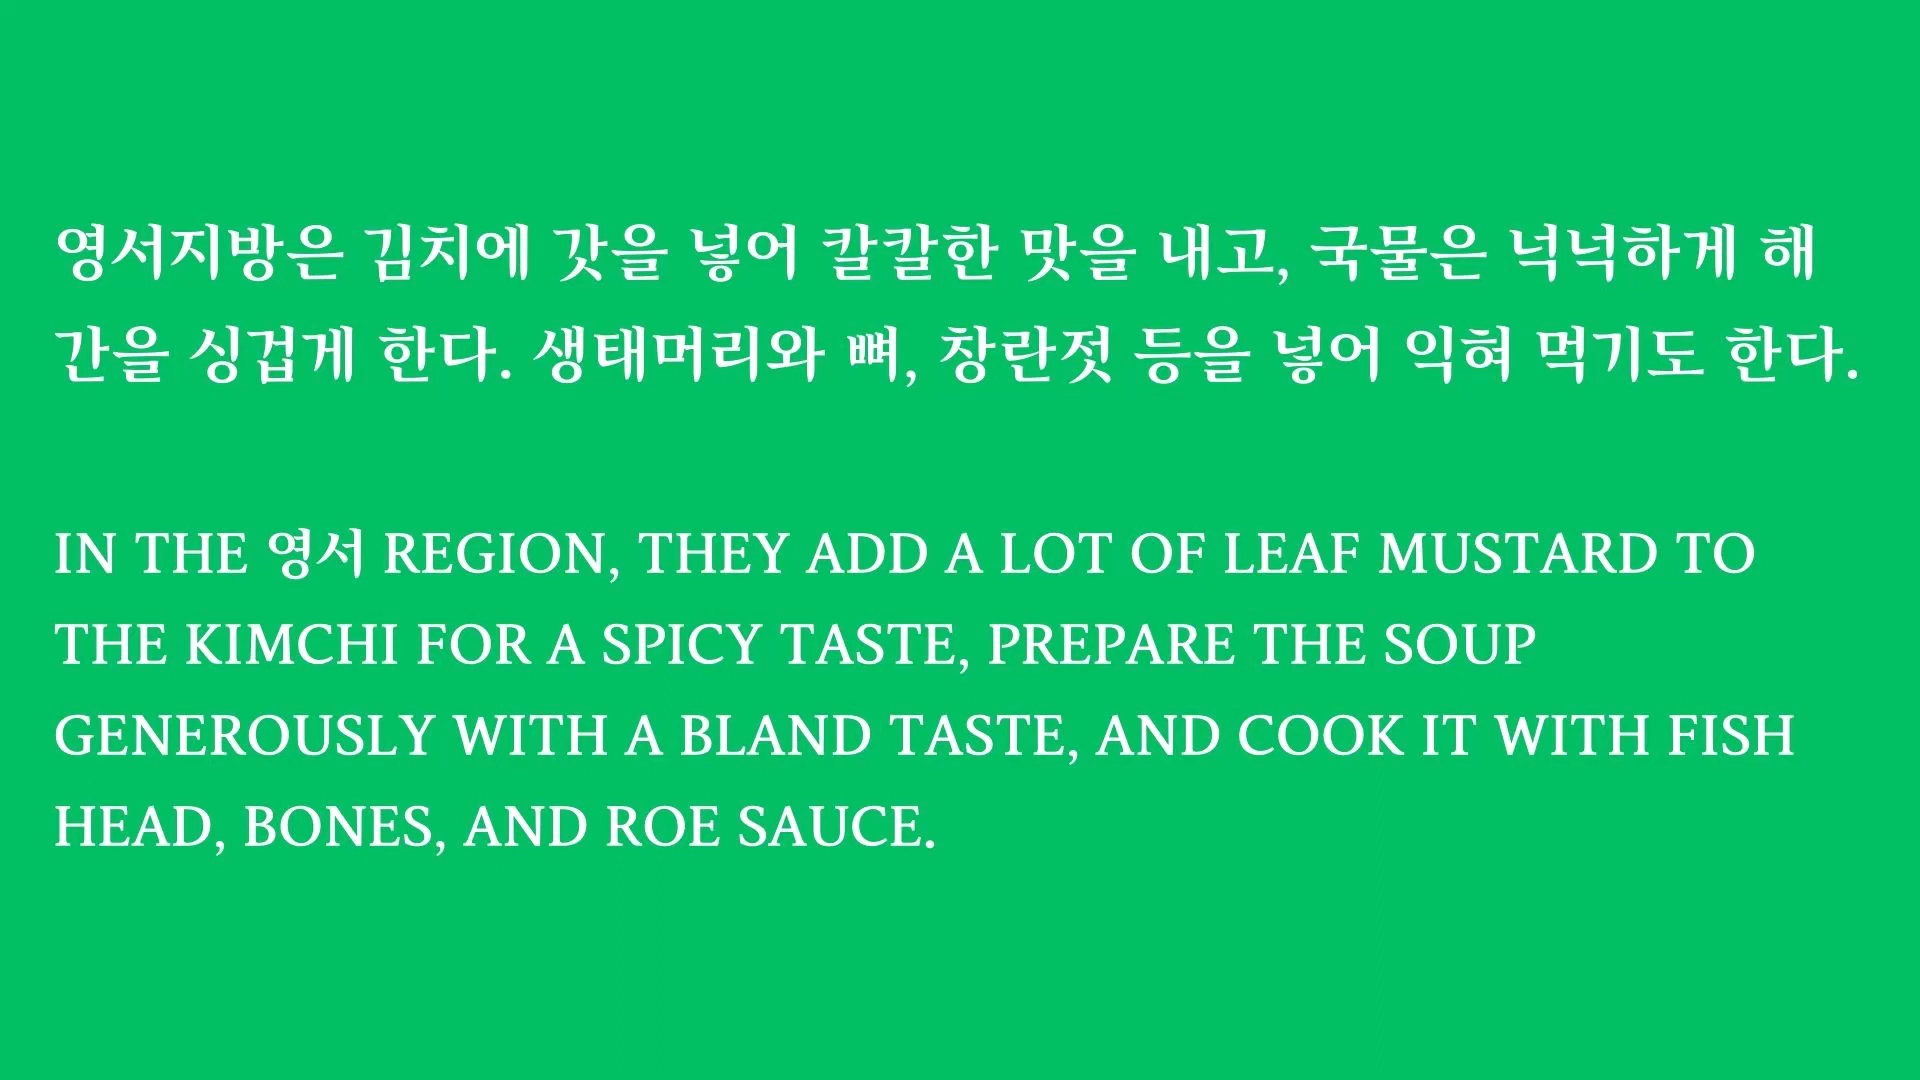 영서지방은 김치에 갓을 넣어 칼칼한 맛을 내고, 국물은 넉넉하게 해
간을 싱겁게 한다. 생태머리와 뼈, 창란젓 등을 넣어 익혀 먹기도 한다.
IN THE 영서 REGION, THEY ADD A LOT OF LEAF MUSTARD TO
THE KIMCHI FOR A SPICY TASTE, PREPARE THE SOUP
GENEROUSLY WITH A BLAND TASTE, AND COOK IT WITH FISH
HEAD, BONES, AND ROE SAUCE.